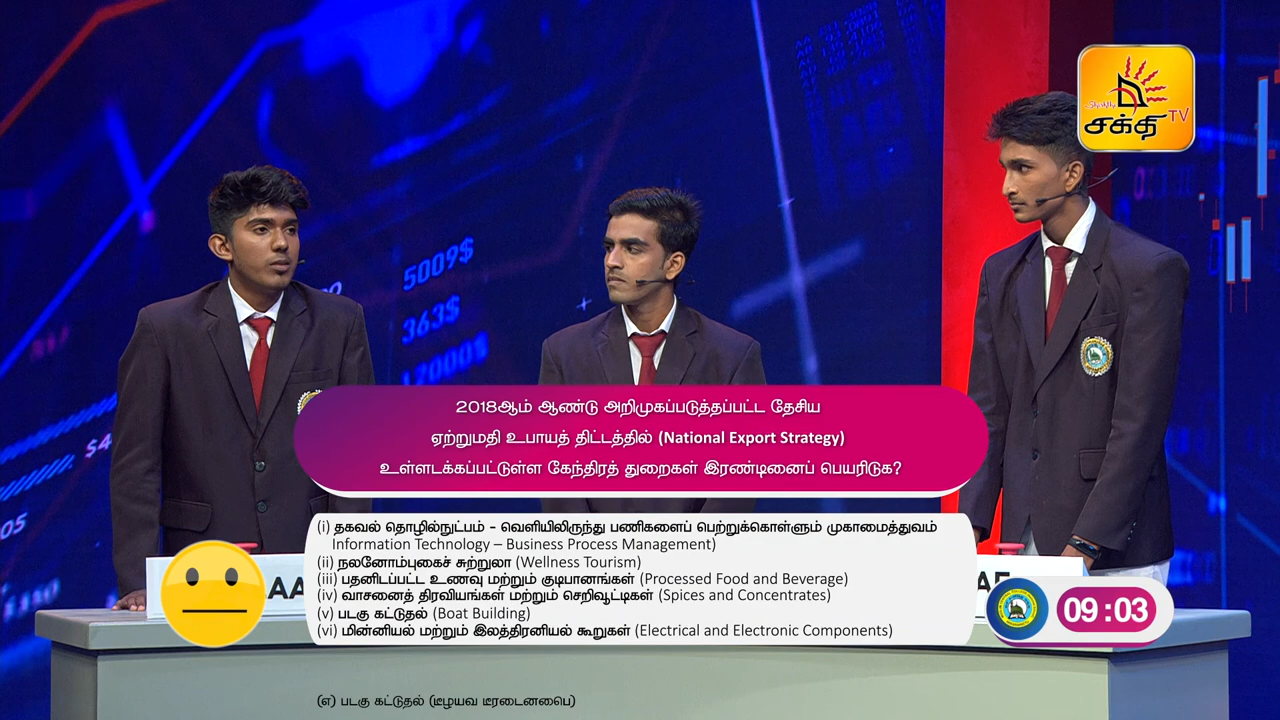 சக்தி TV
5009$
363$
17000$
2018ஆம் ஆண்டு அறிமுகப்படுத்தப்பட்ட தேசிய
ஏற்றுமதி உபாயத் திட்டத்தில் (National Export Strategy)
உள்ளடக்கப்பட்டுள்ள கேந்திரத் துறைகள் இரண்டினைப் பெயரிடுக?
(i) தகவல் தொழில்நுட்பம் - வெளியிலிருந்து பணிகளைப் பெற்றுக்கொள்ளும் முகாமைத்துவம்
Information Technology – Business Process Management)
(ii) நலனோம்புகைச் சுற்றுலா (Wellness Tourism)
(iii) பதனிடப்பட்ட உணவு மற்றும் குடிபானங்கள் (Processed Food and Beverage)
(iv) வாசனைத் திரவியங்கள் மற்றும் செறிவூட்டிகள் (Spices and Concentrates)
(v) படகு கட்டுதல் (Boat Building)
(vi) மின்னியல் மற்றும் இலத்திரனியல் கூறுகள் (Electrical and Electronic Components)
09:03
(எ) படகு கட்டுதல் (டீழயவ டீரடைனபைெ)